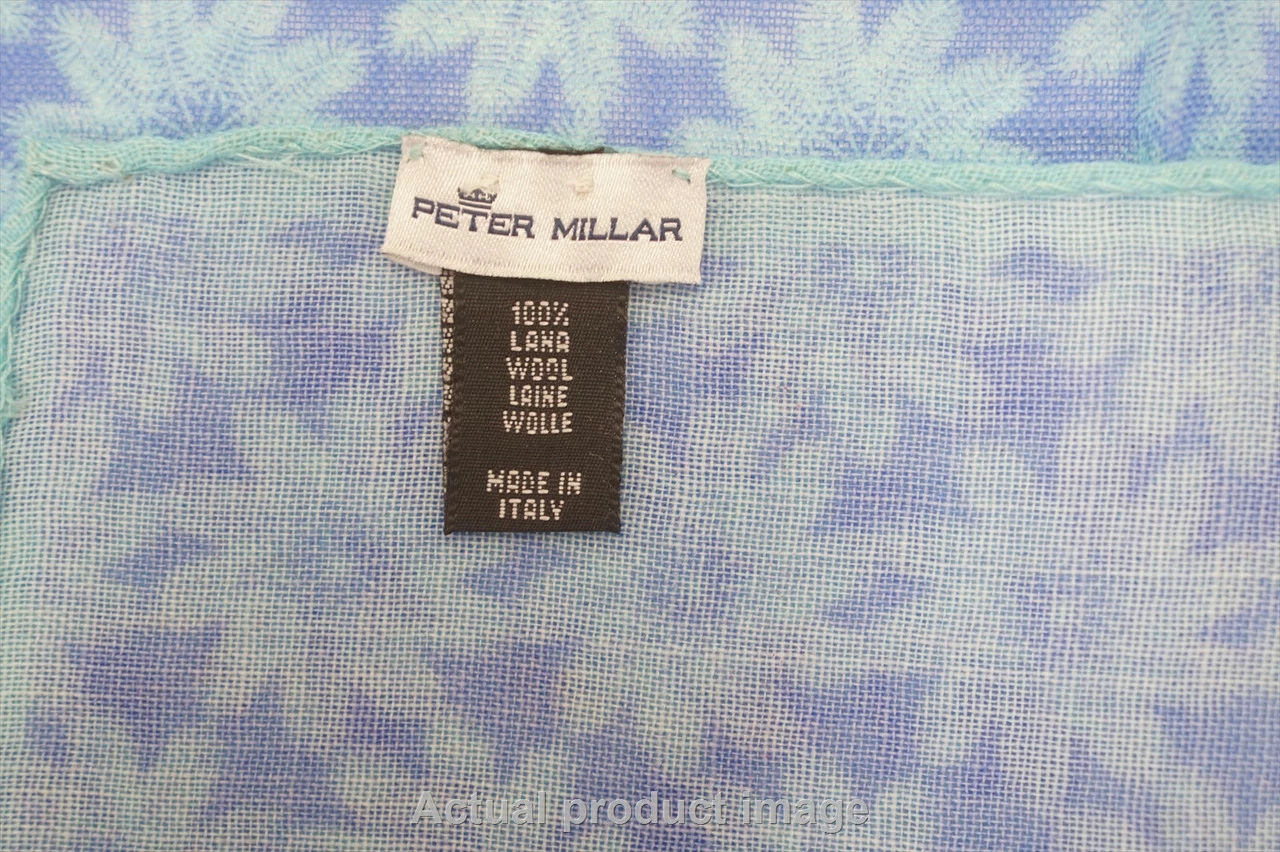 PETER MILLAR
100%
LANA
WOOL
LAINE
WOLLE
MADE IN
ITALY
Actual product image